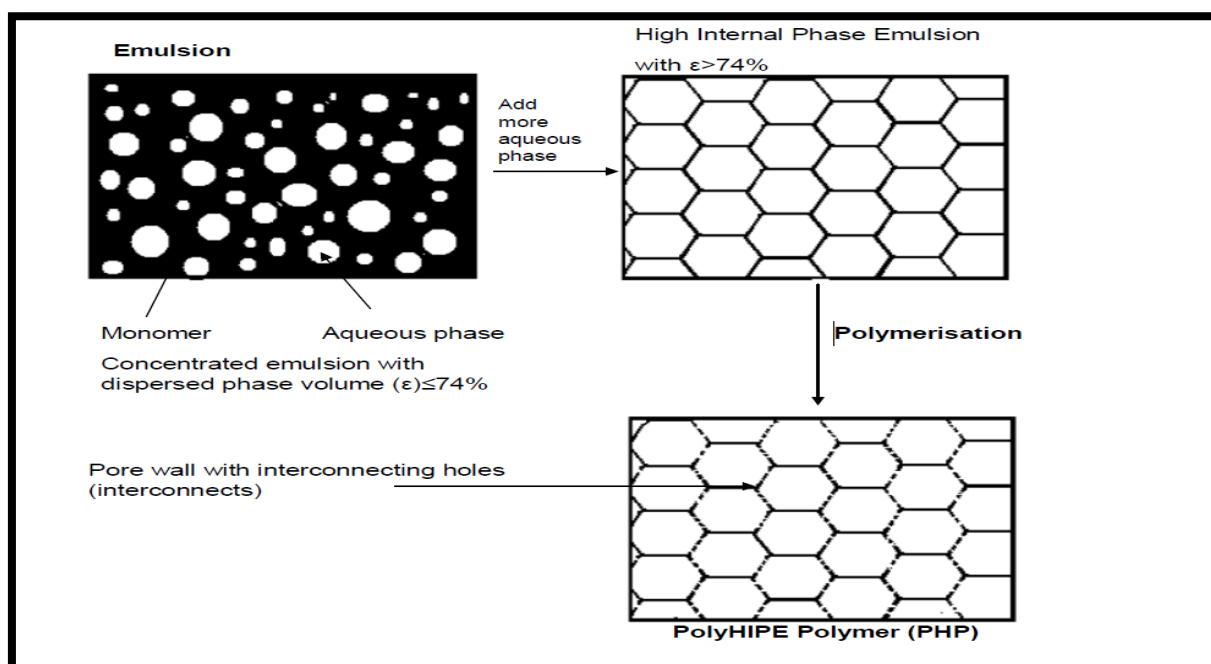 Emulsion
High Internal Phase Emulsion
with ε>74%
Add
more
aqueous
phase
Monomer
Aqueous phase
Concentrated emulsion with
dispersed phase volume (ε)≤74%
Polymerisation
Pore wall with interconnecting holes
(interconnects)
PolyHIPE Polymer (PHP)